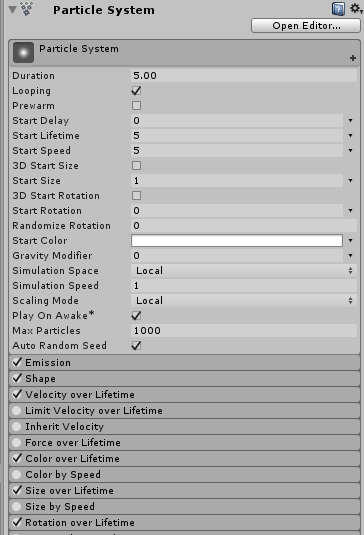 Particle System
Open Editor...
Particle System
Duration 5.00
Looping
Prewarm
Start Delay 0
Start Lifetime 5
Start Speed 5
3D Start Size
Start Size 1
3D Start Rotation
Start Rotation 0
Randomize Rotation 0
Start Color
Gravity Modifier 0
Simulation Space Local
Simulation Speed 1
Scaling Mode Local
Play On Awake*
Max Particles 1000
Auto Random Seed
Emission
Shape
Velocity over Lifetime
Limit Velocity over Lifetime
Inherit Velocity
Force over Lifetime
Color over Lifetime
Color by Speed
Size over Lifetime
Size by Speed
Rotation over Lifetime